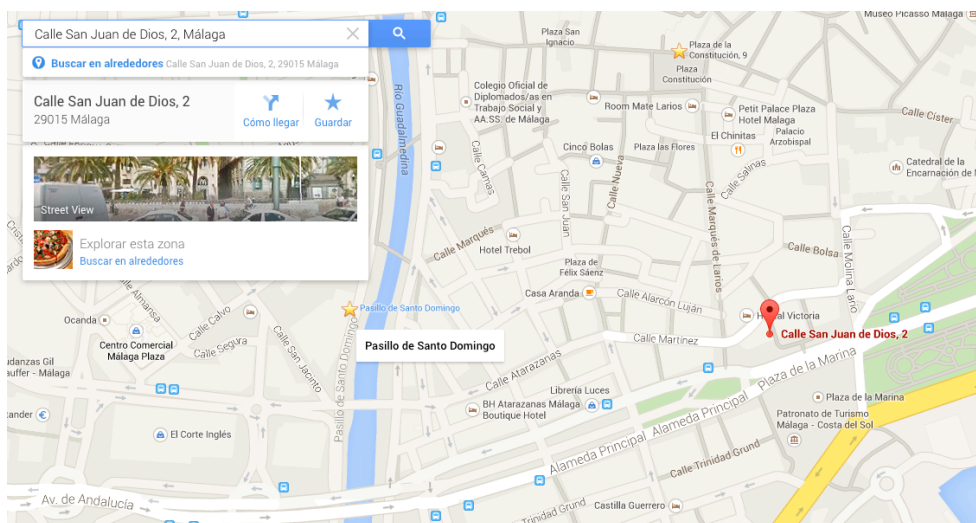 Calle San Juan de Dios, 2, Málaga
Buscar en alrededores Calle San Juan de Dios, 2, 29015 Málaga
Calle San Juan de Dios, 2
29015 Málaga
Cómo llegar
Guardar
Street View
Explorar esta zona
Buscar en alrededores
Museo Picasso Málaga
Plaza San
Ignacio
Plaza de la
Constitución, 9
Plaza
Constitución
Río Guadalmedina
Colegio Oficial de
Diplomados/as en
Trabajo Social y
AA.SS. de Málaga
Room Mate Larios
Petit Palace Plaza
Hotel Malaga
Calle Císter
El Chinitas
Palacio
Arzobispal
Cinco Bolas
Plaza las Flores
Catedral de la
Encarnación de
Calle Camas
Calle Nueva
Calle Salinas
Calle San Juan
Calle Marqués
Calle Marqués de Larios
Calle Molina Lario
Calle Bolsa
Hotel Trebol
Plaza de
Félix Sáenz
Casa Aranda
Calle Alarcón Luján
Calle Almansa
Calle Calvo
Ocanda
Centro Comercial
Málaga Plaza
Calle Segura
Calle San Jacinto
Pasillo de Santo Domingo
Pasillo de Santo Domingo
Pasillo de Santo Domingo
Calle Martínez
Victoria
Calle San Juan de Dios, 2
Calle Atarazanas
Plaza de la Marina
udanzas Gil
auffer - Málaga
Librería Luces
BH Atarazanas Málaga
Boutique Hotel
Plaza de la Marina
Patronato de Turismo
Málaga - Costa del Sol
tander
El Corte Inglés
Alameda Principal
Alameda Principal
Calle Trinidad Grund
Av. de Andalucía
Trinidad Grund
Castilla Guerrero